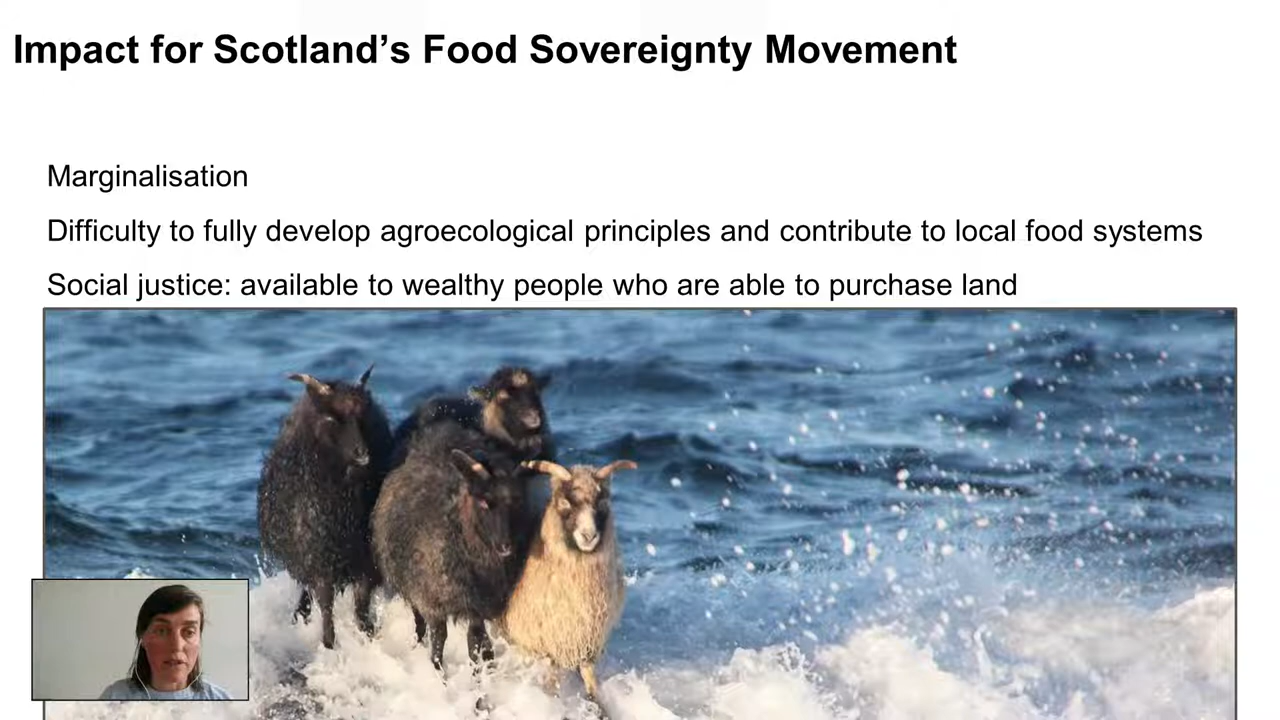 Impact for Scotland’s Food Sovereignty Movement
Marginalisation
Difficulty to fully develop agroecological principles and contribute to local food systems
Social justice: available to wealthy people who are able to purchase land